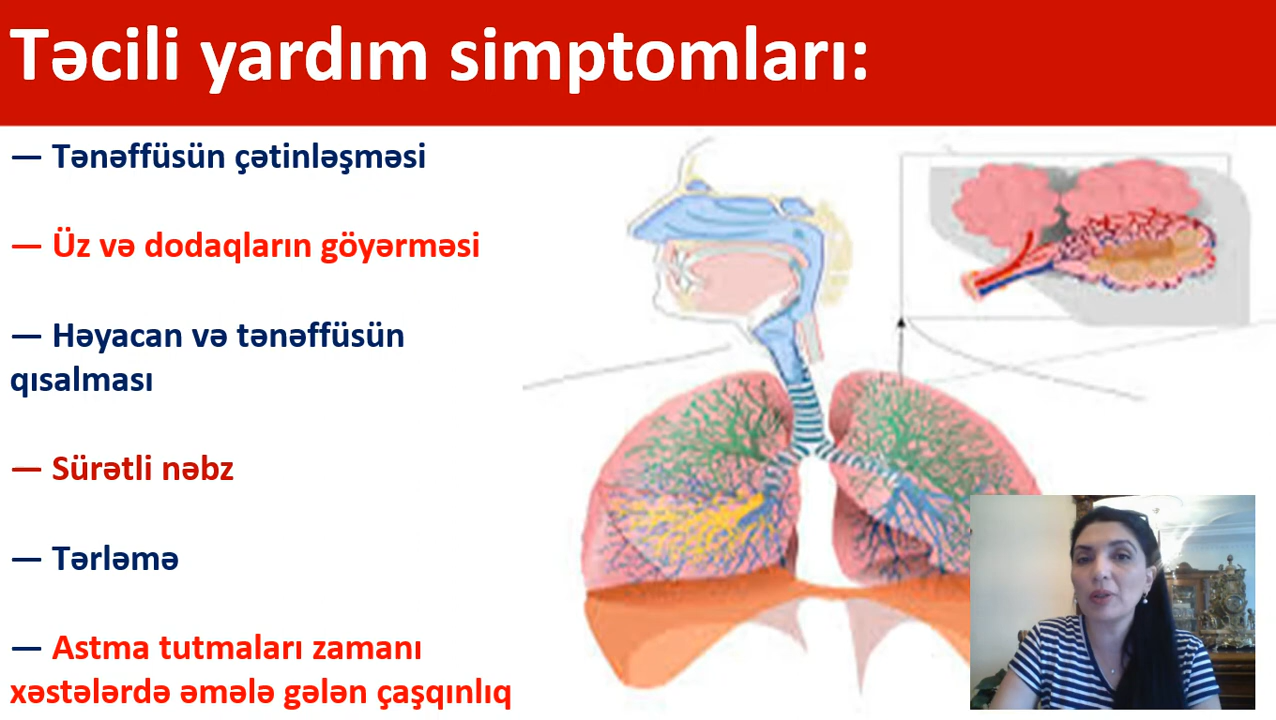 Təcili yardım simptomları:
— Tənəffüsün çətinləşməsi
— Üz və dodaqların göyərməsi
— Həyacan və tənəffüsün
qısalması
— Sürətli nəbz
— Tərləmə
— Astma tutmaları zamanı
xəstələrdə əmələ gələn çaşqınlıq